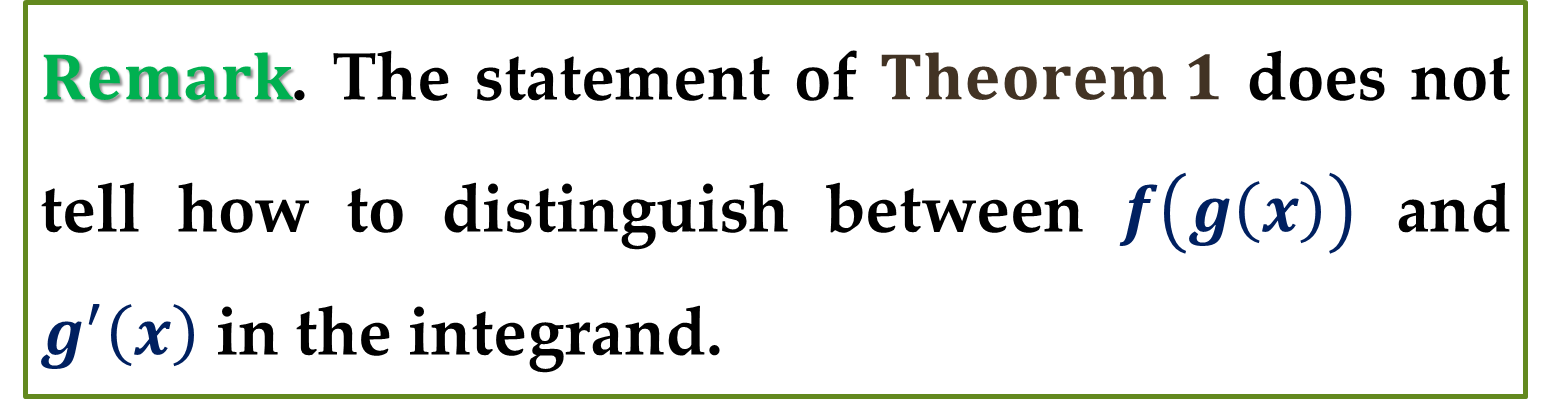 Remark. The statement of Theorem 1 does not
tell how to distinguish between f(g(x)) and
g′(x) in the integrand.